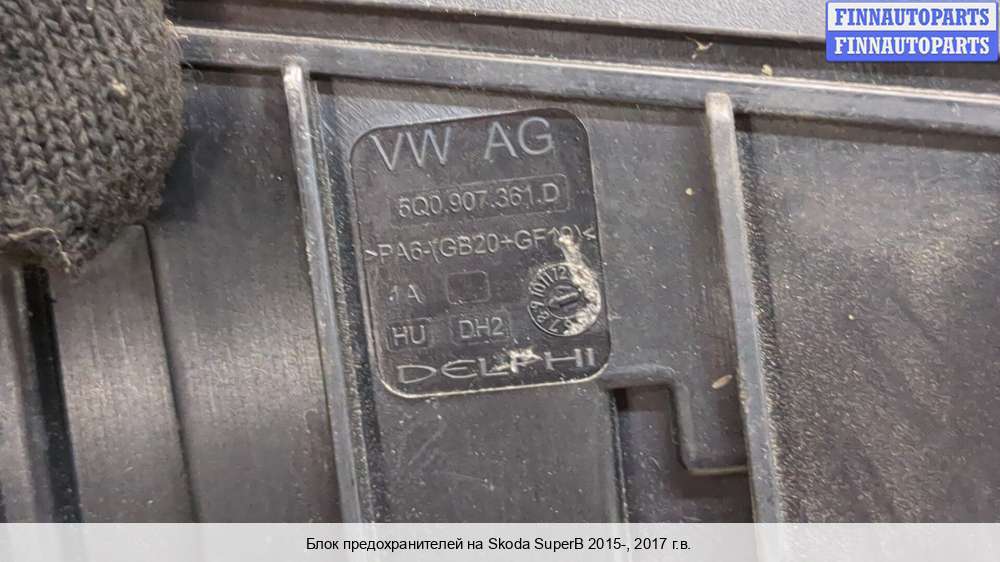 FINNAUTOPARTS
FINNAUTOPARTS
VW AG
5Q0.907.361.D
>PA6-(GB20+GF10)<
1A
HU DH2
DELPHI
Блок предохранителей на Skoda SuperB 2015-, 2017 г.в.